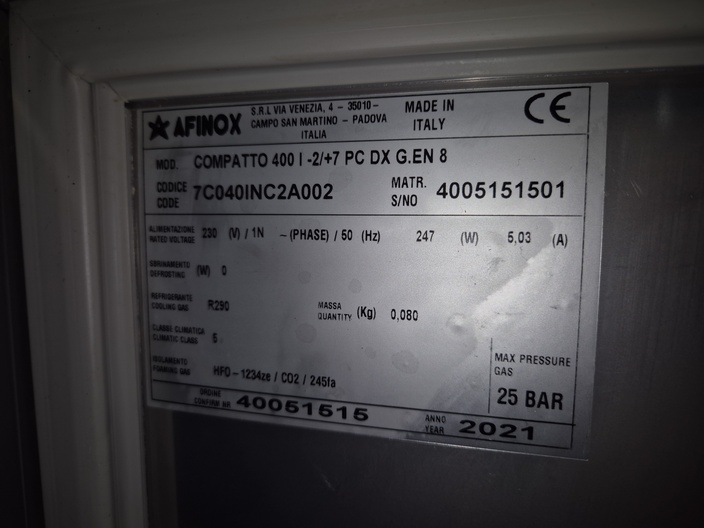 AFINOX
S.R.L VIA VENEZIA, 4 - 35010 -
CAMPO SAN MARTINO - PADOVA
ITALIA
MADE IN
ITALY
CE
MOD. COMPATTO 400 I -2/+7 PC DX G.EN 8
CODICE
CODE
7C040INC2A002
MATR.
S/NO
4005151501
ALIMENTAZIONE
RATED VOLTAGE
230 (V) / 1N ~ (PHASE) / 50 (Hz) 247 (W) 5,03 (A)
SBRINAMENTO
DEFROSTING
(W) 0
REFRIGERANTE
COOLING GAS
R290
MASSA
QUANTITY
(Kg) 0,080
CLASSE CLIMATICA
CLIMATIC CLASS
5
ISOLAMENTO
FOAMING GAS
HFO-1234ze / CO2 / 245fa
MAX PRESSURE
GAS
25 BAR
ORDINE
CONFIRM NR
40051515
ANNO
YEAR
2021